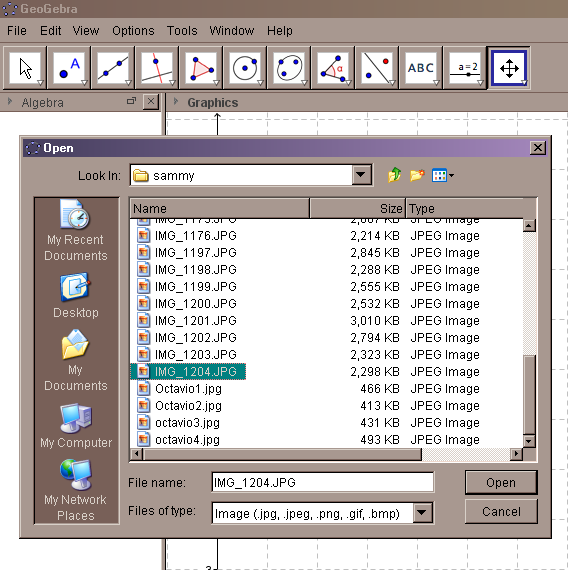 GeoGebra
File Edit View Options Tools Window Help
A α ABC a=2
Algebra Graphics
Open
Look In: sammy
Name Size Type
2,214 KB JPEG Image
IMG_1176.JPG 2,214 KB JPEG Image
IMG_1197.JPG 2,845 KB JPEG Image
IMG_1198.JPG 2,288 KB JPEG Image
IMG_1199.JPG 2,555 KB JPEG Image
IMG_1200.JPG 2,532 KB JPEG Image
IMG_1201.JPG 3,010 KB JPEG Image
IMG_1202.JPG 2,794 KB JPEG Image
IMG_1203.JPG 2,323 KB JPEG Image
IMG_1204.JPG 2,298 KB JPEG Image
Octavio1.jpg 466 KB JPEG Image
Octavio2.jpg 413 KB JPEG Image
octavio3.jpg 431 KB JPEG Image
octavio4.jpg 493 KB JPEG Image
My Recent
Documents
Desktop
My
Documents
My Computer
My Network
Places
File name: IMG_1204.JPG Open
Files of type: Image (.jpg, .jpeg, .png, .gif, .bmp) Cancel